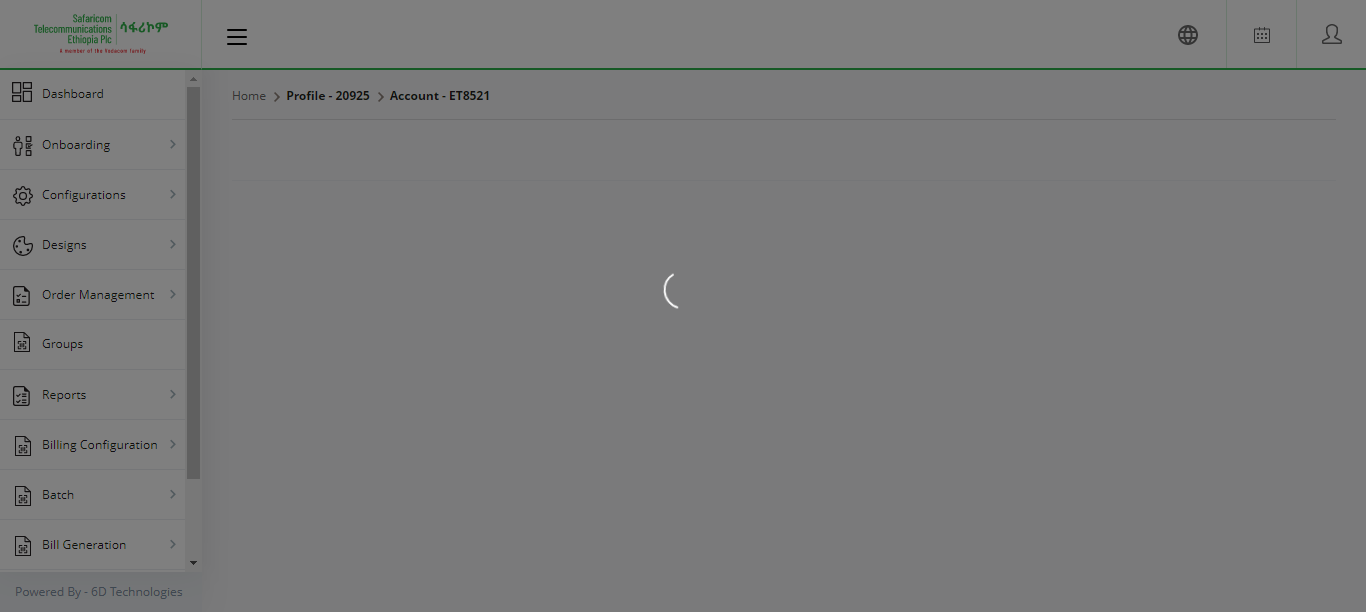 Safaricom
Telecommunications
Ethiopia Plc
ሳፋሪኮም
A member of the Vodacom family
Home > Profile - 20925 > Account - ET8521
Dashboard
Onboarding
Configurations
Designs
Order Management
Groups
Reports
Billing Configuration
Batch
Bill Generation
Powered By - 6D Technologies